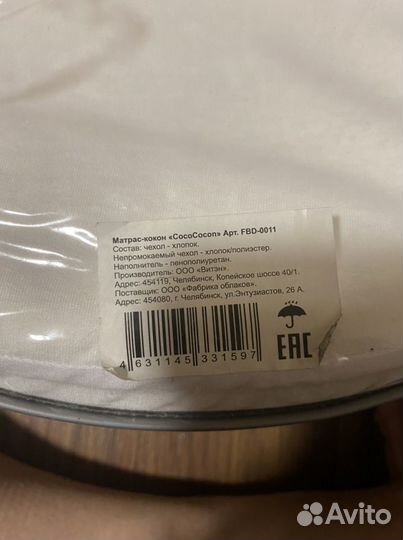 Матрас-кокон «CocoCocon» Арт. FBD-0011
Состав: чехол - хлопок.
Непромокаемый чехол - хлопок/полиэстер.
Наполнитель - пенополиуретан.
Производитель: ООО «Витэн».
Адрес: 454119, Челябинск, Копейское шоссе 40/1.
Поставщик: ООО «Фабрика облаков».
Адрес: 454080, г. Челябинск, ул.Энтузиастов, 26 А.
4 631145 331597
EAC
Avito